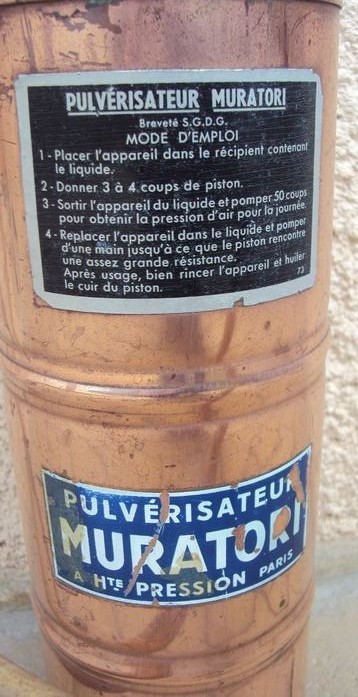 PULVÉRISATEUR MURATORI
Breveté S.G.D.G.
MODE D'EMPLOI
1 - Placer l'appareil dans le récipient contenant
le liquide.
2 - Donner 3 à 4 coups de piston.
3 - Sortir l'appareil du liquide et pomper 50 coups
pour obtenir la pression d'air pour la journée.
4 - Replacer l'appareil dans le liquide et pomper
d'une main jusqu'à ce que le piston rencontre
une assez grande résistance.
Après usage, bien rincer l'appareil et huiler
le cuir du piston.
73
PULVÉRISATEUR
MURATORI
A HTE PRESSION PARIS